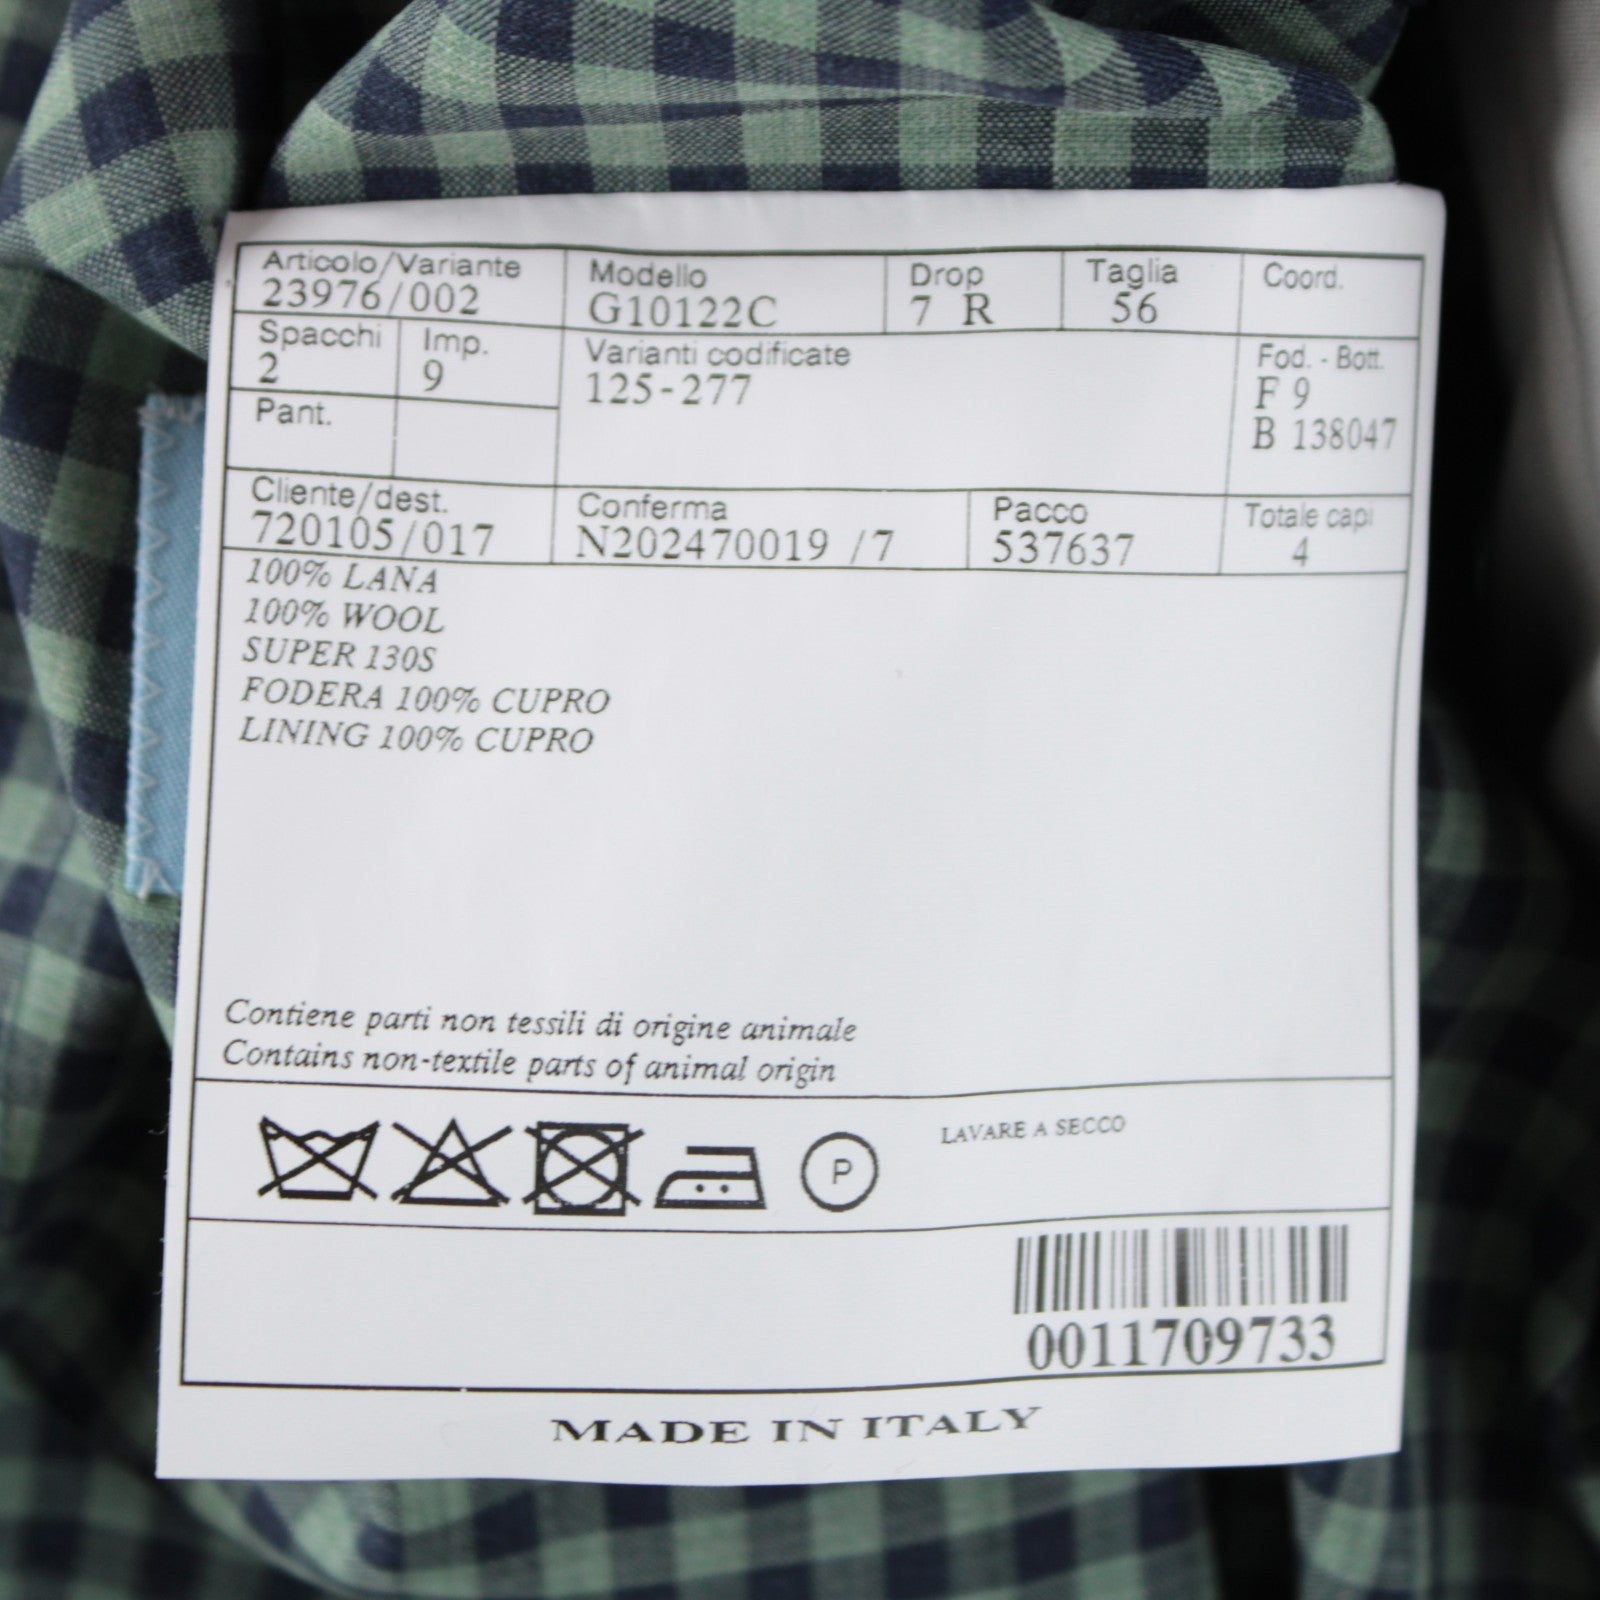 Articolo/Variante Modello Drop Taglia Coord.
23976/002 G10122C 7 R 56
Spacchi Imp. Varianti codificate Fod. - Bott.
2 9 125-277 F 9
Pant. B 138047
Cliente/dest. Conferma Pacco Totale capi
720105/017 N202470019 /7 537637 4
100% LANA
100% WOOL
SUPER 130S
FODERA 100% CUPRO
LINING 100% CUPRO
Contiene parti non tessili di origine animale
Contains non-textile parts of animal origin
P LAVARE A SECCO
0011709733
MADE IN ITALY